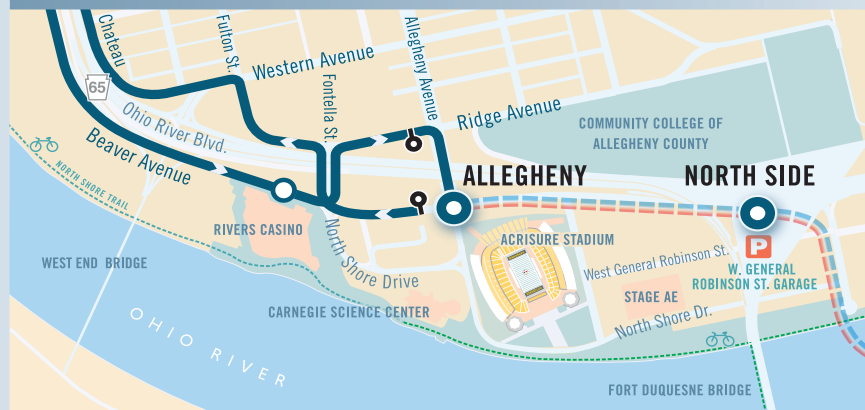 Chateau
Fulton St.
Western Avenue
Allegheny Avenue
65
Fontella St.
Ridge Avenue
Ohio River Blvd.
Beaver Avenue
COMMUNITY COLLEGE OF
ALLEGHENY COUNTY
NORTH SHORE TRAIL
ALLEGHENY
NORTH SIDE
RIVERS CASINO
ACRISURE STADIUM
P
West General Robinson St.
W. GENERAL
ROBINSON ST. GARAGE
WEST END BRIDGE
North Shore Drive
STAGE AE
CARNEGIE SCIENCE CENTER
North Shore Dr.
OHIO RIVER
FORT DUQUESNE BRIDGE